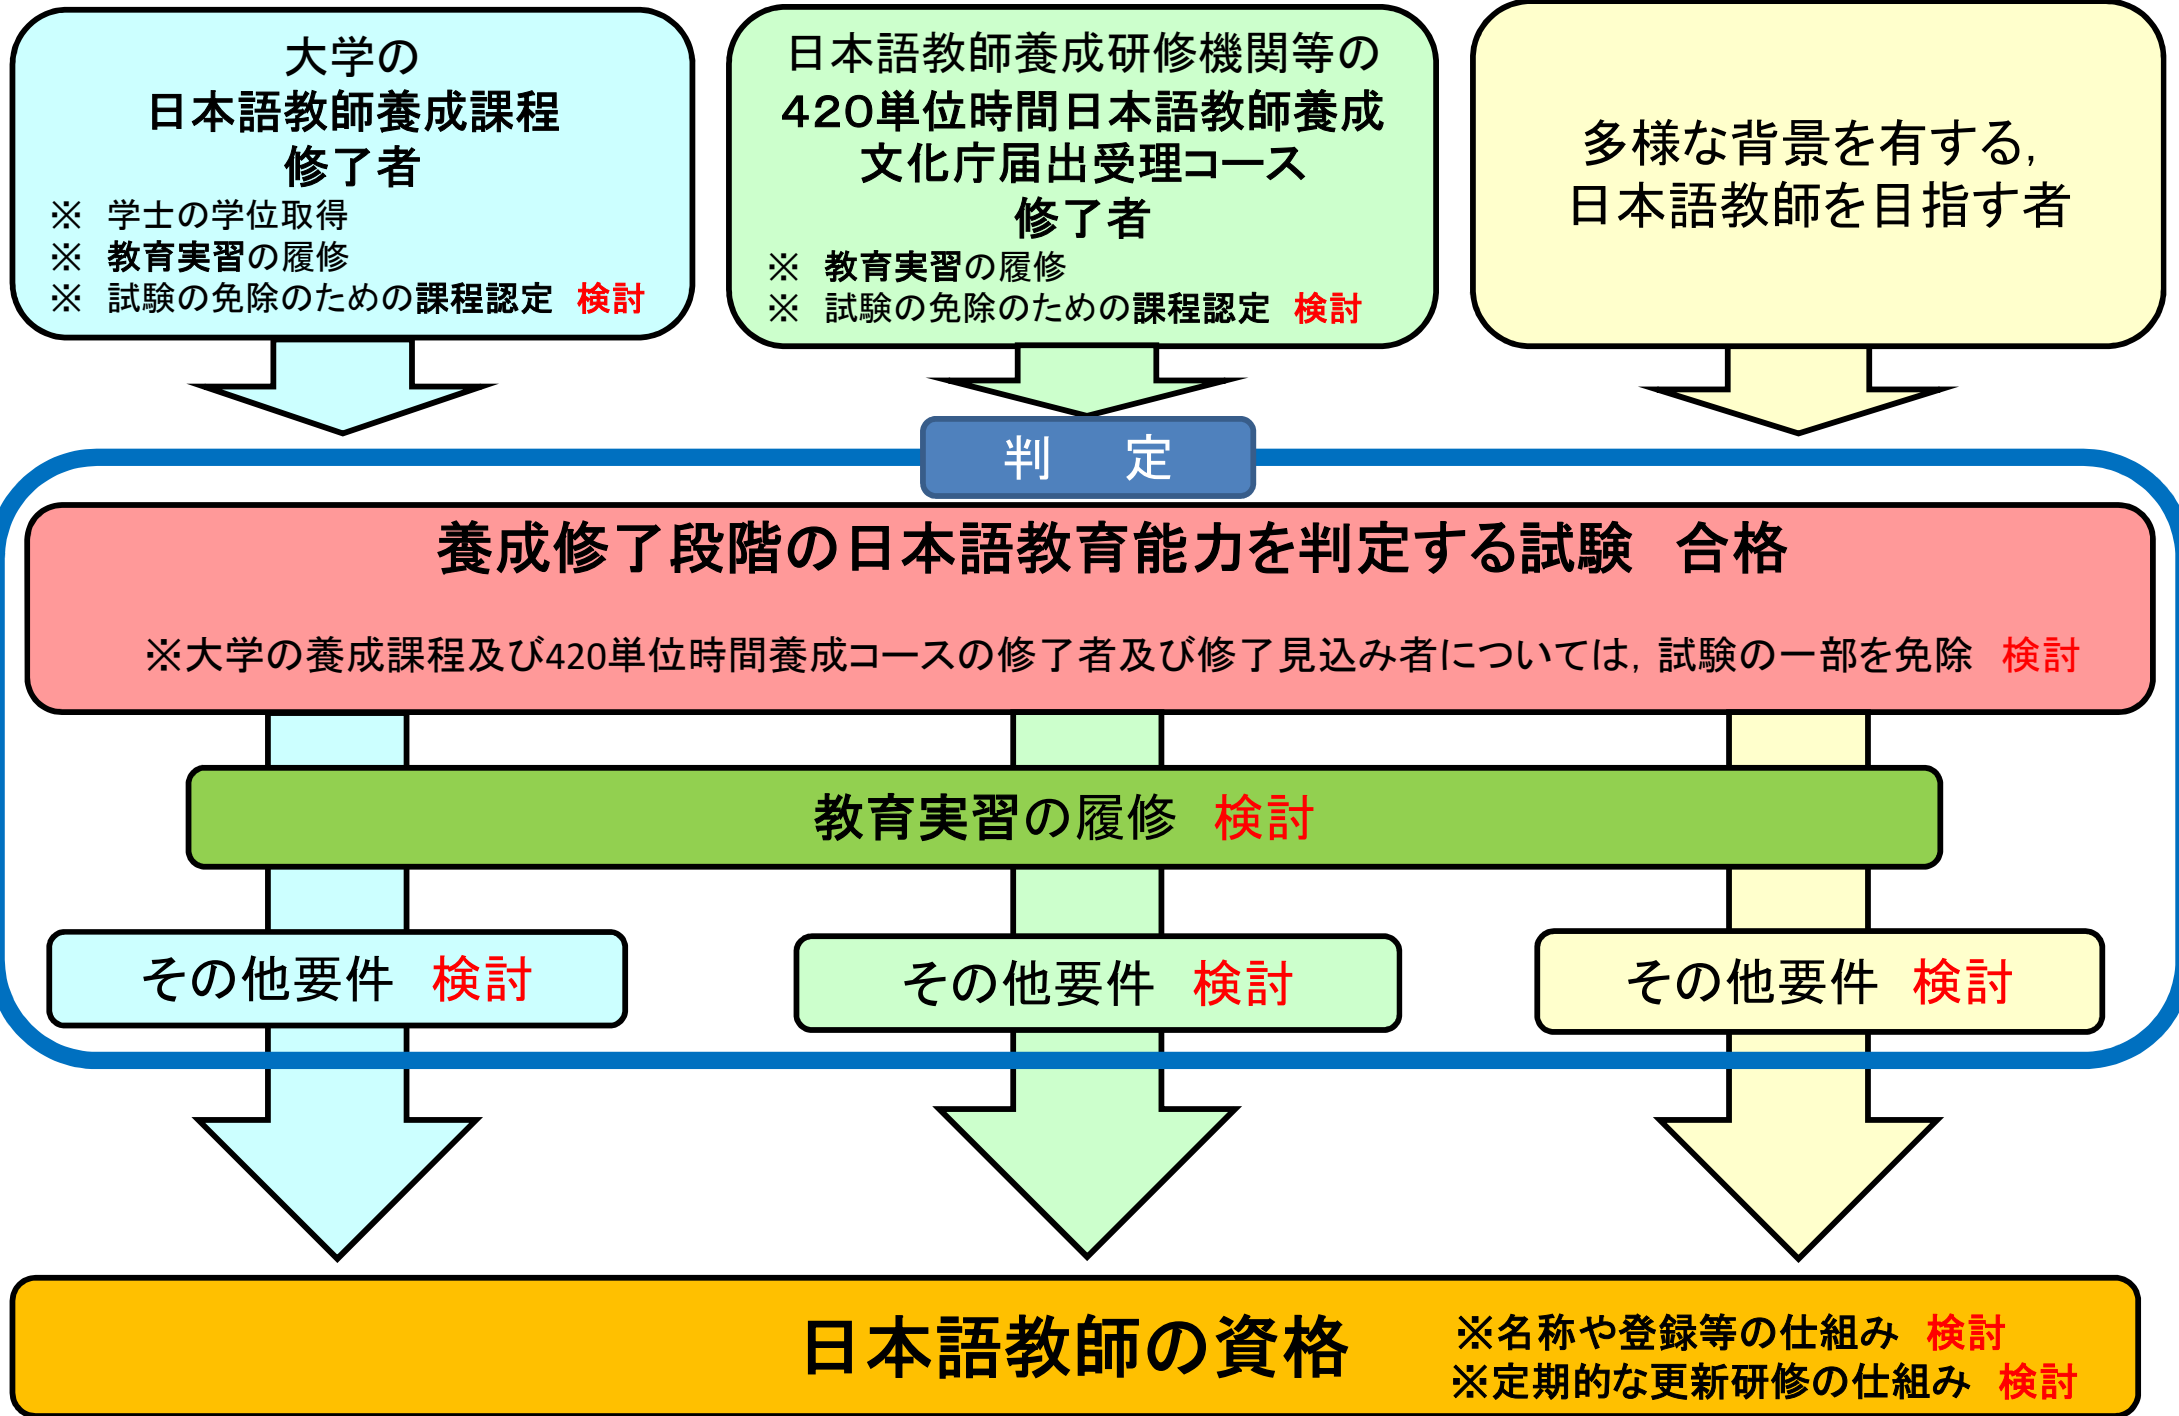 大学の
日本語教師養成課程
修了者
※　学士の学位取得
※　教育実習の履修
※　試験の免除のための課程認定　検討
日本語教師養成研修機関等の
420単位時間日本語教師養成
文化庁届出受理コース
修了者
※　教育実習の履修
※　試験の免除のための課程認定　検討
多様な背景を有する，
日本語教師を目指す者
判　定
養成修了段階の日本語教育能力を判定する試験　合格
※大学の養成課程及び420単位時間養成コースの修了者及び修了見込み者については，試験の一部を免除　検討
教育実習の履修　検討
その他要件　検討
その他要件　検討
その他要件　検討
日本語教師の資格
※名称や登録等の仕組み　検討
※定期的な更新研修の仕組み　検討